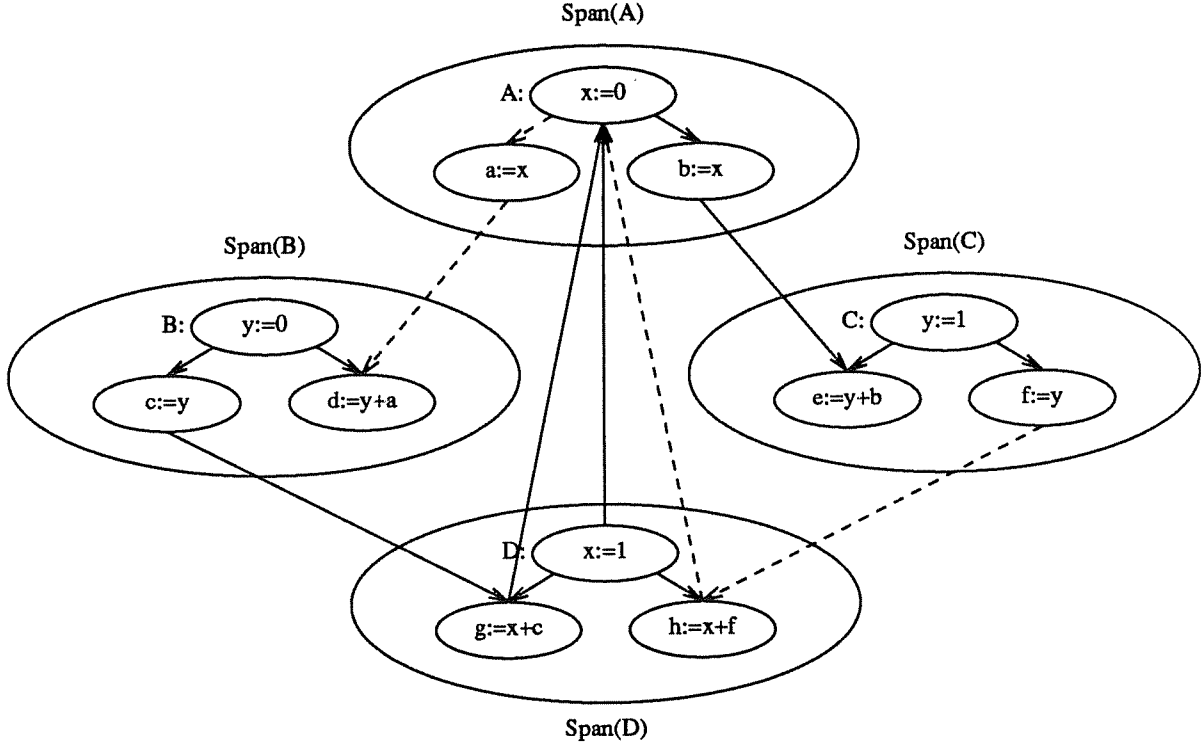 Span(A)
A: x:=0
a:=x b:=x
Span(B) Span(C)
B: y:=0 C: y:=1
c:=y d:=y+a e:=y+b f:=y
D: x:=1
g:=x+c h:=x+f
Span(D)